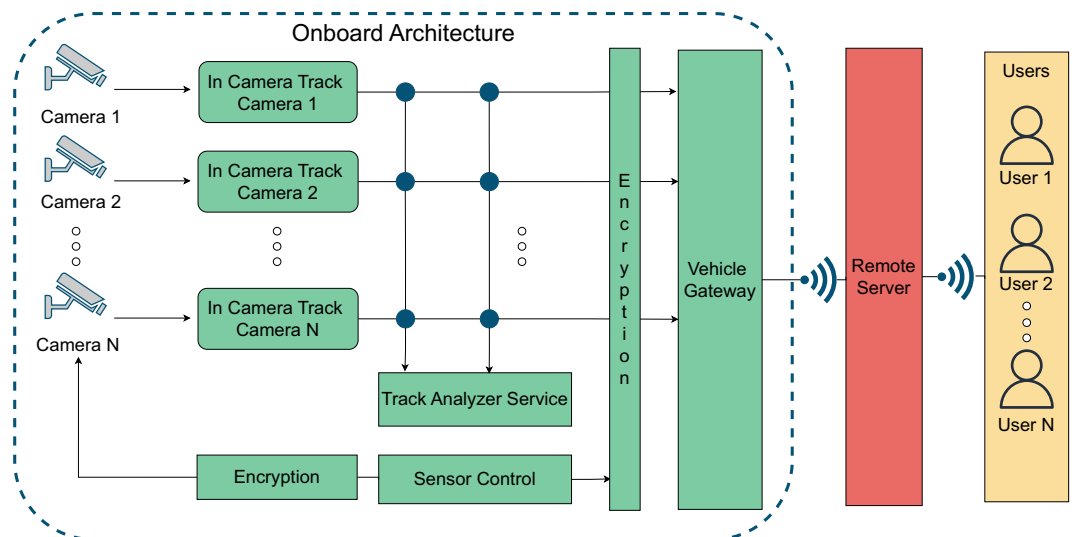 Onboard Architecture
Camera 1
In Camera Track
Camera 1
Camera 2
In Camera Track
Camera 2
Camera N
In Camera Track
Camera N
Track Analyzer Service
Encryption
Sensor Control
Encryption
Vehicle
Gateway
Remote
Server
Users
User 1
User 2
User N